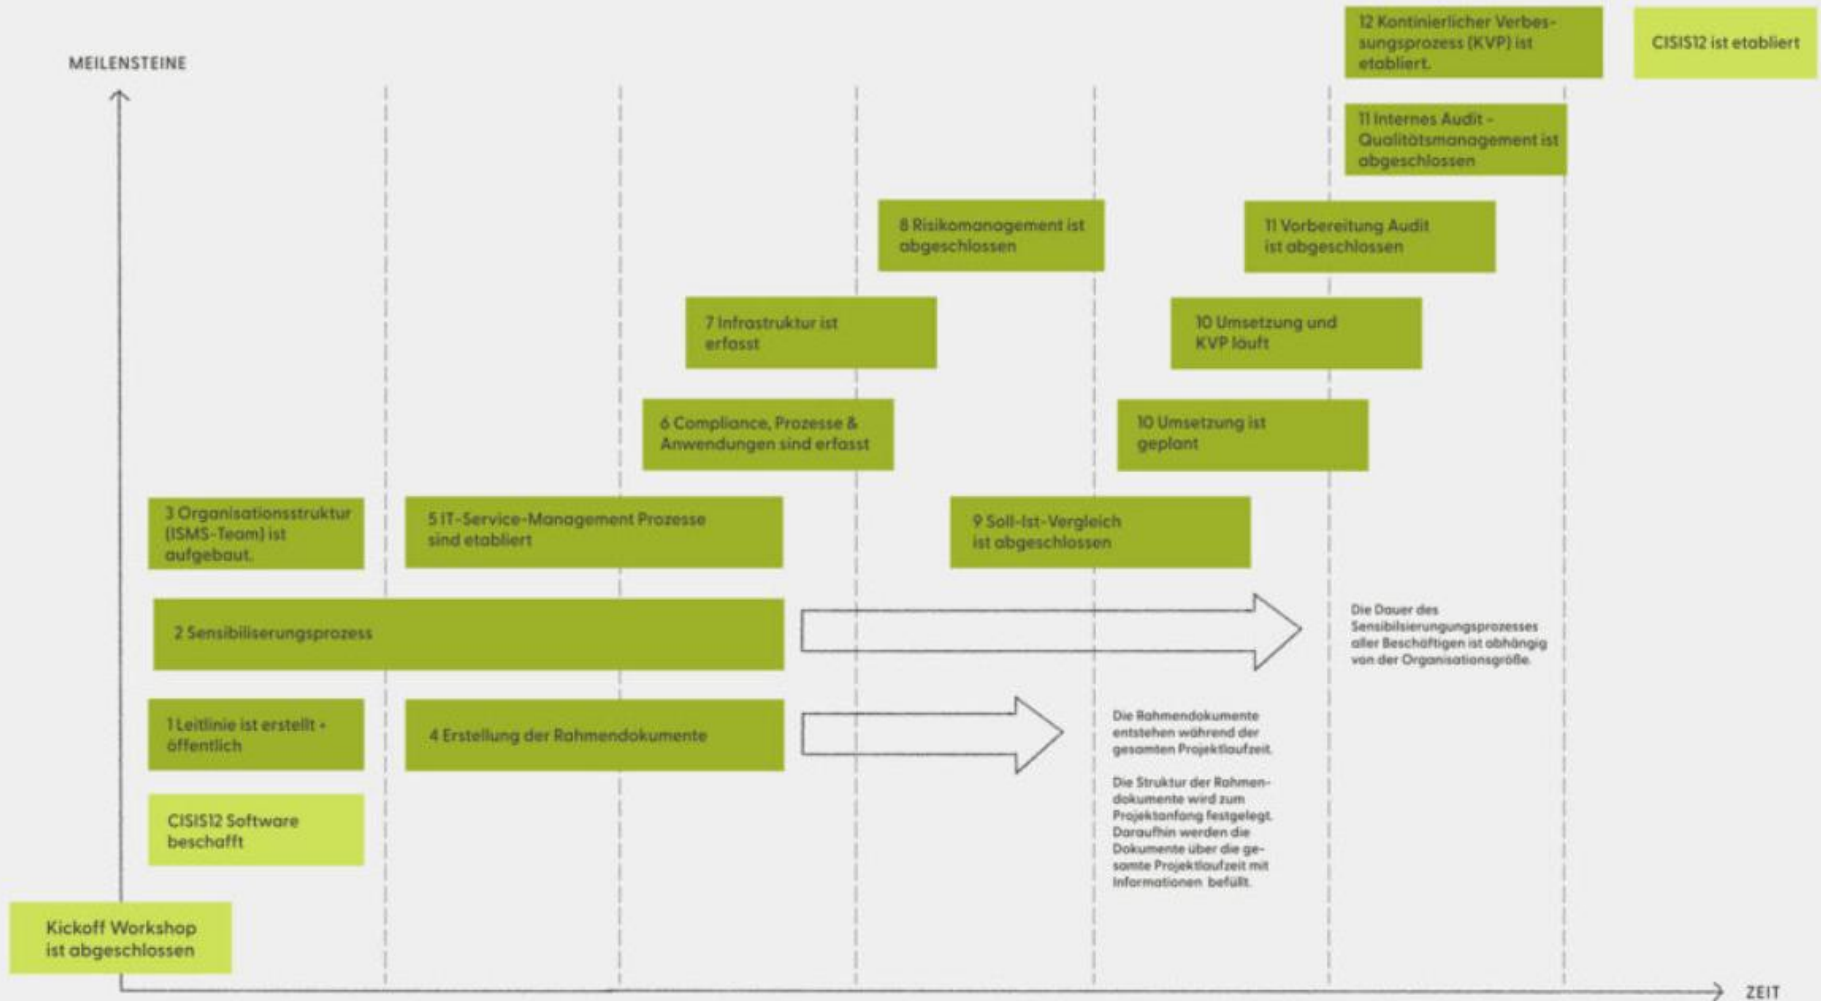 12 Kontinierlicher Verbes-
sungsprozess (KVP) ist
etabliert.
CISIS12 ist etabliert
MEILENSTEINE
11 Internes Audit -
Qualitätsmanagement ist
abgeschlossen
8 Risikomanagement ist
abgeschlossen
11 Vorbereitung Audit
ist abgeschlossen
7 Infrastruktur ist
erfasst
10 Umsetzung und
KVP läuft
6 Compliance, Prozesse &
Anwendungen sind erfasst
10 Umsetzung ist
geplant
3 Organisationsstruktur
(ISMS-Team) ist
aufgebaut.
5 IT-Service-Management Prozesse
sind etabliert
9 Soll-Ist-Vergleich
ist abgeschlossen
2 Sensibiliserungsprozess
Die Dauer des
Sensibilsierungungsprozesses
aller Beschäftigen ist abhängig
von der Organisationsgröße.
1 Leitlinie ist erstellt +
öffentlich
4 Erstellung der Rahmendokumente
Die Rahmendokumente
entstehen während der
gesamten Projektlaufzeit.
Die Struktur der Rahmen-
dokumente wird zum
Projektanfang festgelegt.
Daraufhin werden die
Dokumente über die ge-
samte Projektlaufzeit mit
Informationen befüllt.
CISIS12 Software
beschafft
Kickoff Workshop
ist abgeschlossen
ZEIT